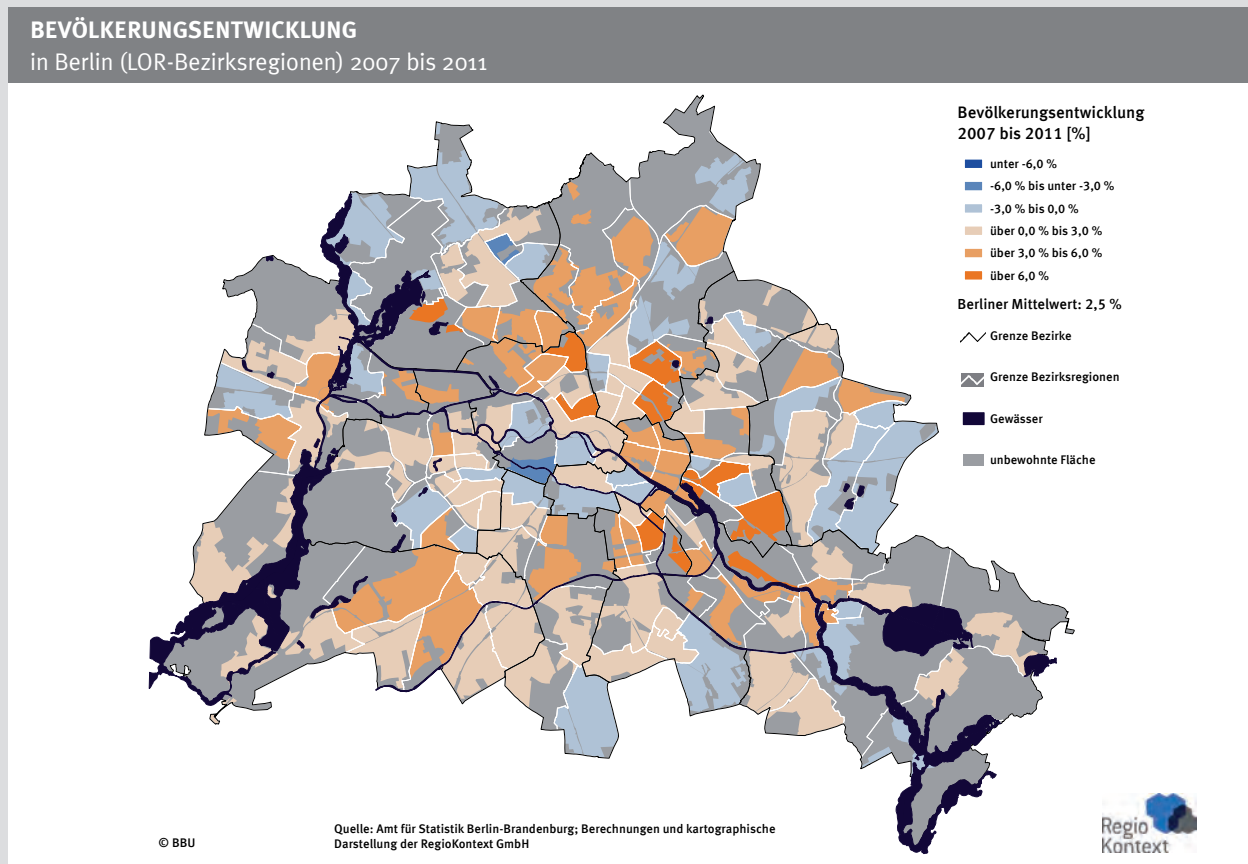 BEVÖLKERUNGSENTWICKLUNG
in Berlin (LOR-Bezirksregionen) 2007 bis 2011
Bevölkerungsentwicklung
2007 bis 2011 [%]
unter -6,0 %
-6,0 % bis unter -3,0 %
-3,0 % bis 0,0 %
über 0,0 % bis 3,0 %
über 3,0 % bis 6,0 %
über 6,0 %
Berliner Mittelwert: 2,5 %
Grenze Bezirke
Grenze Bezirksregionen
Gewässer
unbewohnte Fläche
© BBU
Quelle: Amt für Statistik Berlin-Brandenburg; Berechnungen und kartographische
Darstellung der RegioKontext GmbH
Regio
Kontext